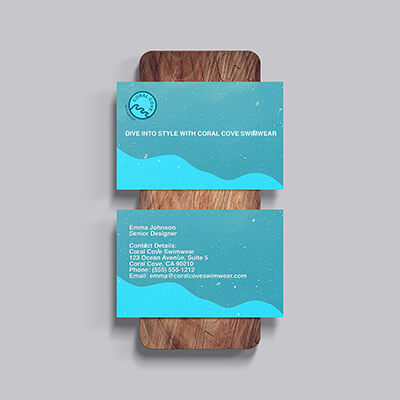 CORAL COVE
DIVE INTO STYLE WITH CORAL COVE SWIMWEAR
Emma Johnson
Senior Designer
Contact Details:
Coral Cove Swimwear
123 Ocean Avenue, Suite 5
Coral Cove, CA 90210
Phone: (555) 555-1212
Email: emma@coralcoveswimwear.com